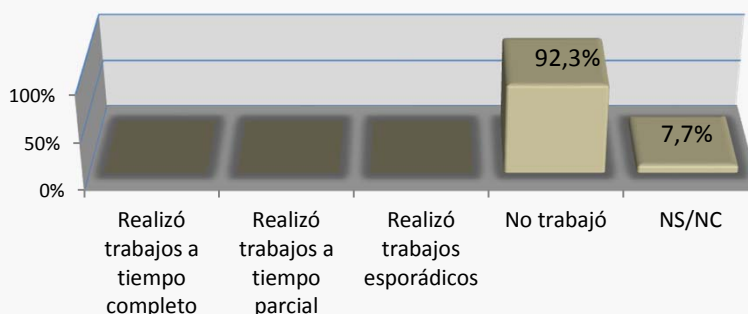 92,3%
7,7%
100%
50%
0%
Realizó
trabajos a
tiempo
completo
Realizó
trabajos a
tiempo
parcial
Realizó
trabajos
esporádicos
No trabajó
NS/NC